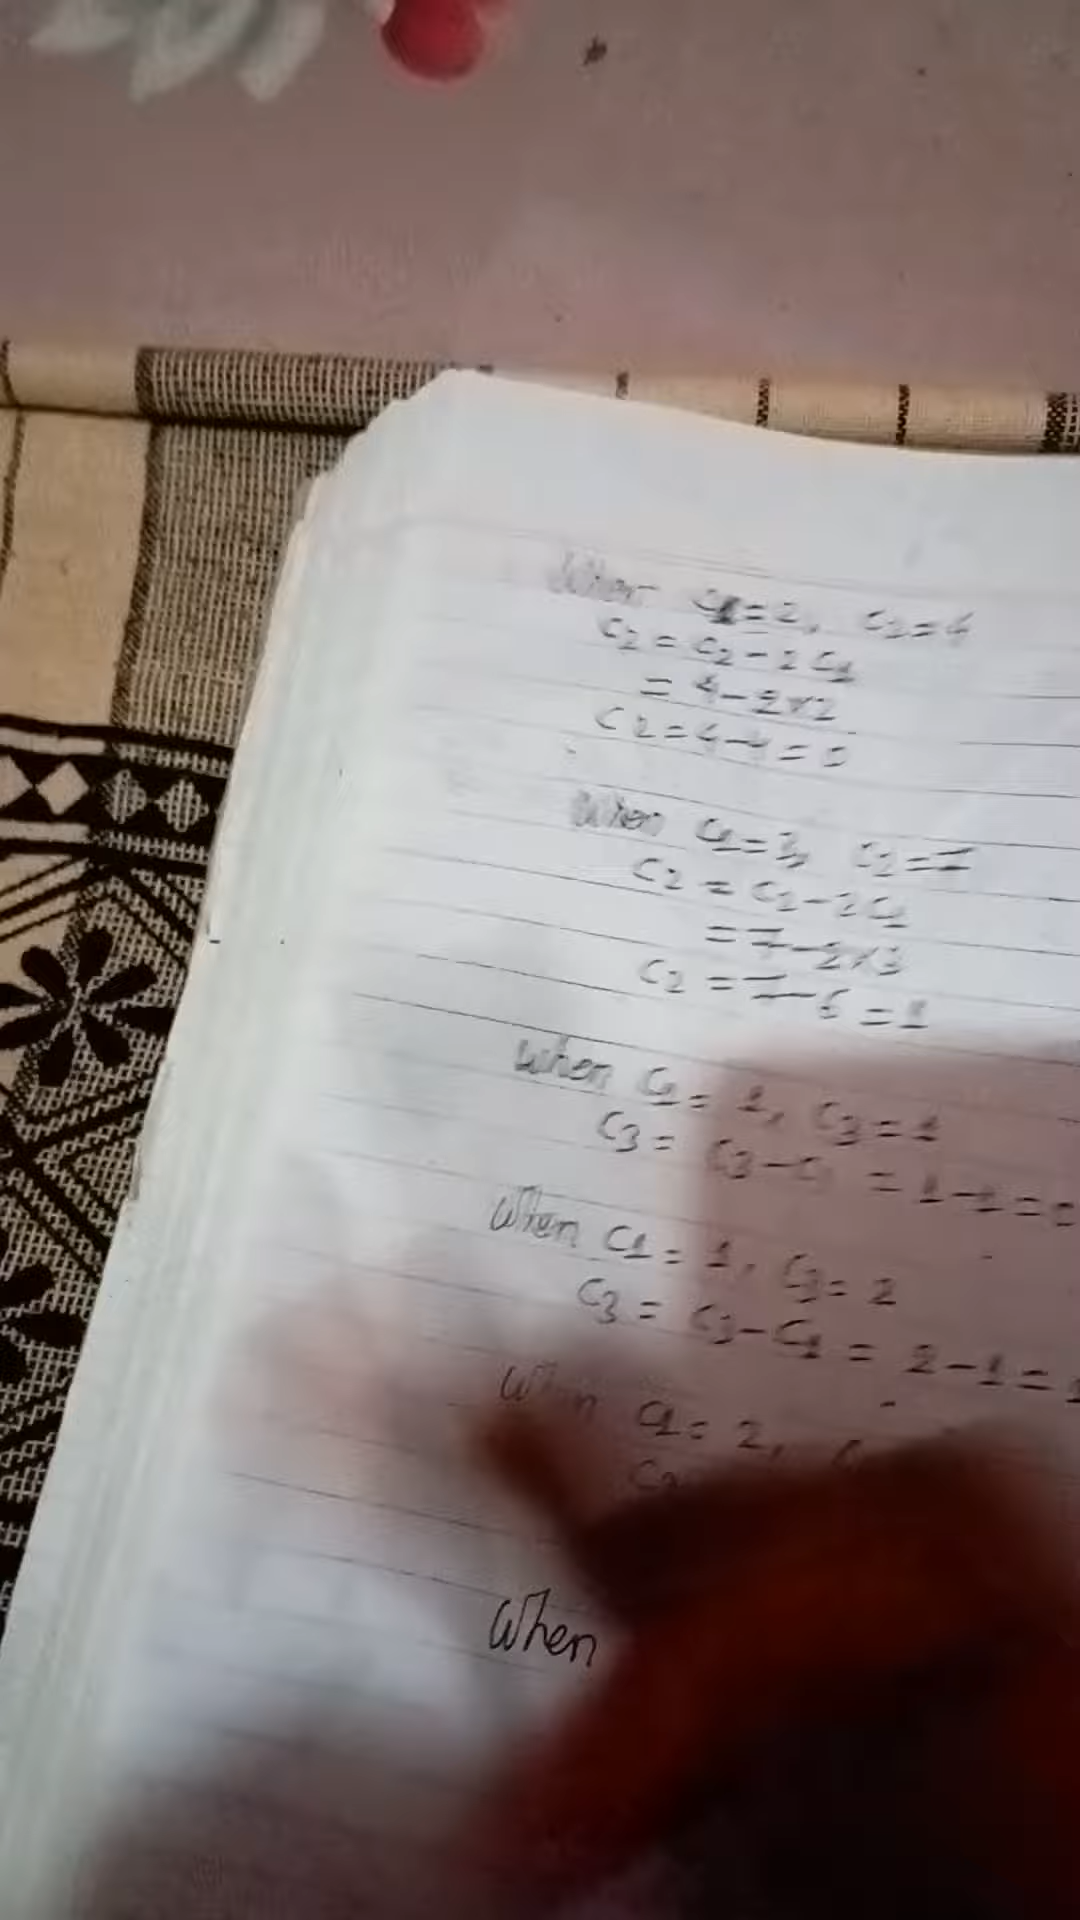 When C1=2, C2=4
C2 = C2-2C1
= 4-2×2
C2=4-4=0
When C1=3, C2=7
C2 = C2-2C1
=7-2×3
C2 =7-6=1
When C1= 1, C3=1
C3= C3-C1 =1-1=0
When C1= 1, C3= 2
C3= C3-C1 = 2-1=1
When C1= 2,
When